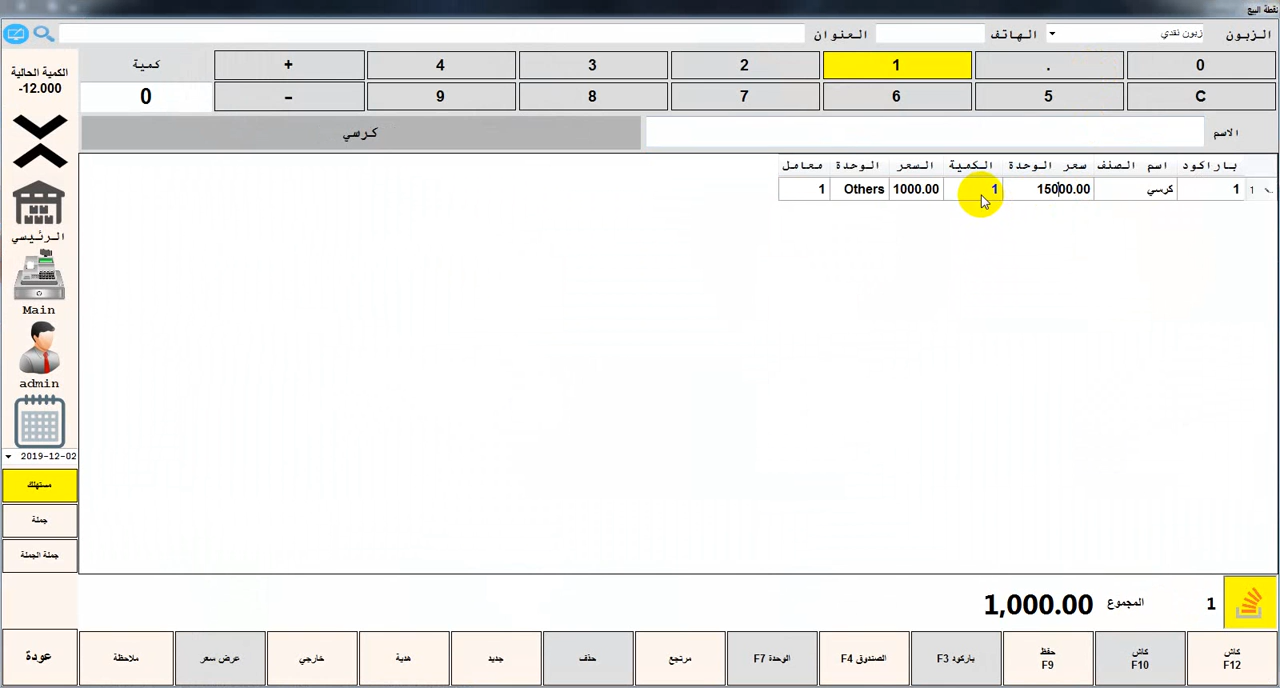 نقطة البيع
الزبون زبون نقدي الهاتف العنوان
0 . 1 2 3 4 + كمية
C 5 6 7 8 9 - 0
الاسم كرسي
باراكود اسم الصنف سعر الوحدة الكمية السعر الوحدة معامل
1 1 كرسي 15000.00 1 1000.00 Others 1
الكمية الحالية
-12.000
الرئيسي
Main
admin
2019-12-02
مستهلك
جملة
جملة الجملة
1 المجموع 1,000.00
كاش F12
كاش F10
حفظ F9
باركود F3
الصندوق F4
الوحدة F7
مرتجع
حذف
جديد
هدية
خارجي
عرض سعر
ملاحظة
عودة